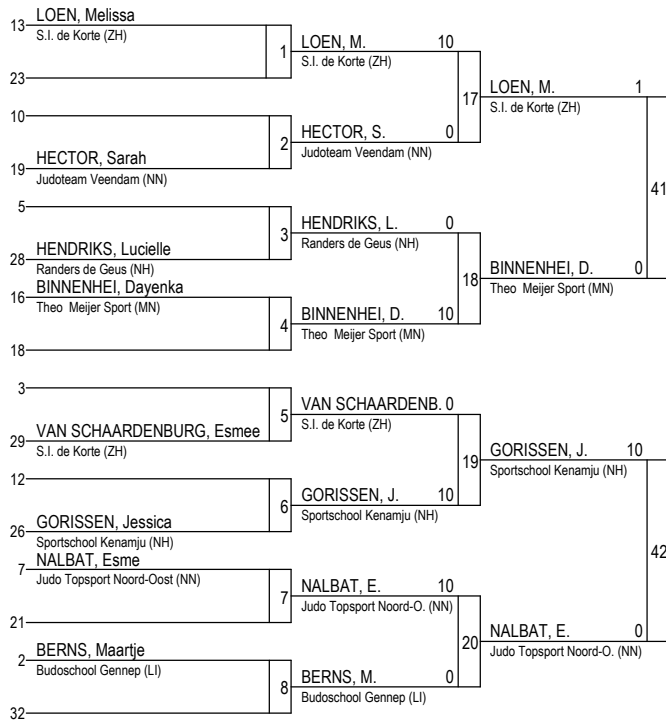 13 LOEN, Melissa
S.I. de Korte (ZH)
23
1
LOEN, M. 10
S.I. de Korte (ZH)
10
19 HECTOR, Sarah
Judoteam Veendam (NN)
2
HECTOR, S. 0
Judoteam Veendam (NN)
17
LOEN, M. 1
S.I. de Korte (ZH)
5
28 HENDRIKS, Lucielle
Randers de Geus (NH)
3
HENDRIKS, L. 0
Randers de Geus (NH)
16 BINNENHEI, Dayenka
Theo Meijer Sport (MN)
18
4
BINNENHEI, D. 10
Theo Meijer Sport (MN)
18
BINNENHEI, D. 0
Theo Meijer Sport (MN)
41
3
29 VAN SCHAARDENBURG, Esmee
S.I. de Korte (ZH)
5
VAN SCHAARDENB. 0
S.I. de Korte (ZH)
12
26 GORISSEN, Jessica
Sportschool Kenamju (NH)
6
GORISSEN, J. 10
Sportschool Kenamju (NH)
19
GORISSEN, J. 10
Sportschool Kenamju (NH)
7 NALBAT, Esme
Judo Topsport Noord-Oost (NN)
21
7
NALBAT, E. 10
Judo Topsport Noord-O. (NN)
2 BERNS, Maartje
Budoschool Gennep (LI)
32
8
BERNS, M. 0
Budoschool Gennep (LI)
20
NALBAT, E. 0
Judo Topsport Noord-O. (NN)
42